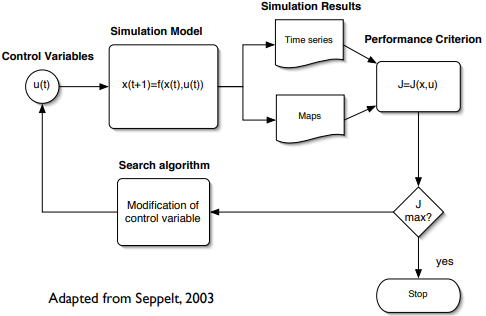 Simulation Results
Simulation Model
Time series
Performance Criterion
Control Variables
u(t)
x(t+1)=f(x(t),u(t))
J=J(x,u)
Maps
Search algorithm
Modification of
control variable
J
max?
yes
Stop
Adapted from Seppelt, 2003